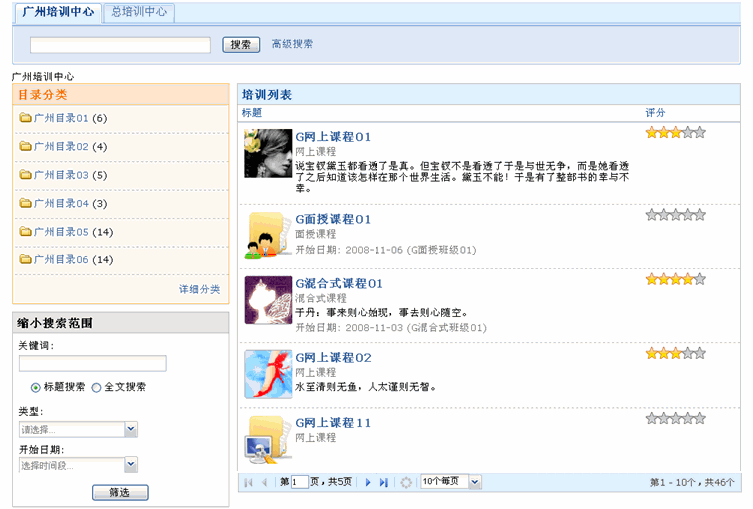 广州培训中心 总培训中心
搜索 高级搜索
广州培训中心
目录分类
广州目录01 (6)
广州目录02 (4)
广州目录03 (5)
广州目录04 (3)
广州目录05 (14)
广州目录06 (14)
详细分类
缩小搜索范围
关键词:
标题搜索 全文搜索
类型:
请选择...
开始日期:
选择时间段...
筛选
培训列表
标题 评分
G网上课程01
网上课程
说宝钗黛玉都看透了是真。但宝钗不是看透了于是与世无争，而是她看透
了之后知道该怎样在那个世界生活。黛玉不能！于是有了整部书的幸与不
幸。
G面授课程01
面授课程
开始日期: 2008-11-06 (G面授班级01)
G混合式课程01
混合式课程
于丹：事来则心始现，事去则心随空。
开始日期: 2008-11-03 (G混合式班级01)
G网上课程02
网上课程
水至清则无鱼，人太谨则无智。
G网上课程11
网上课程
第 1 页，共5页 10个每页 第1 - 10个，共46个